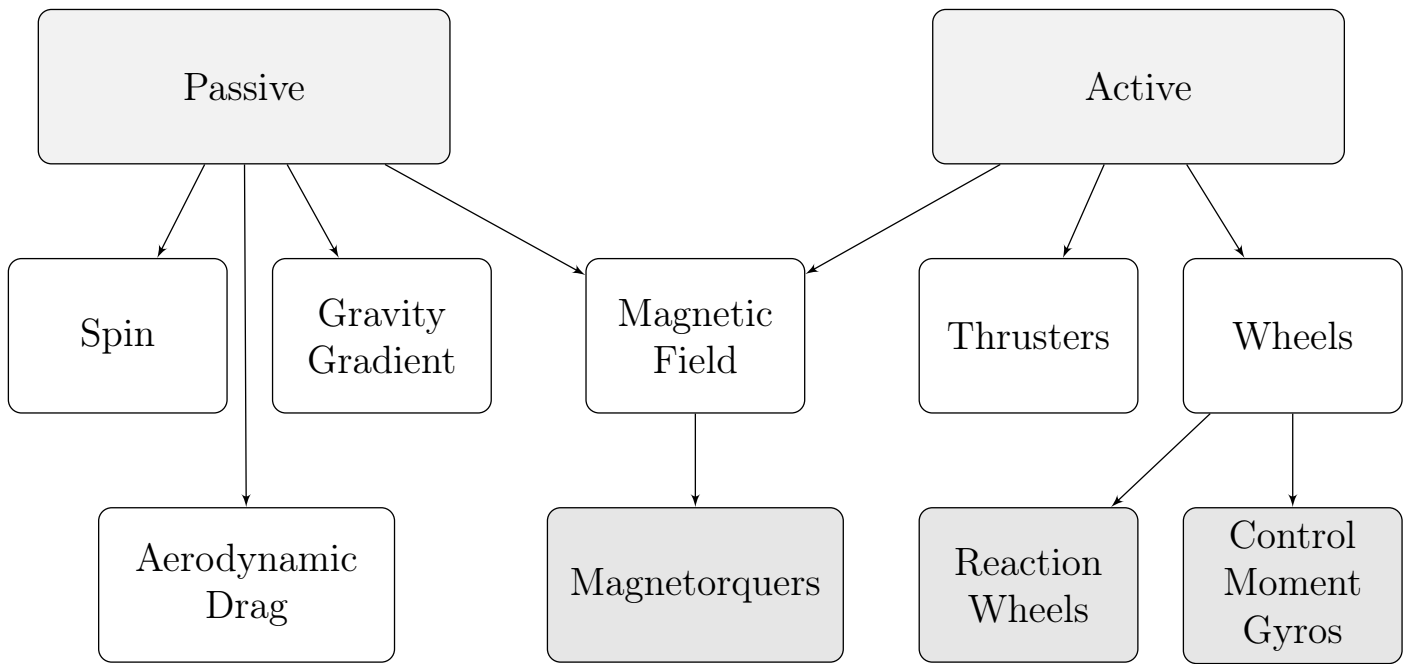 Passive
Active
Spin
Gravity
Gradient
Magnetic
Field
Thrusters
Wheels
Aerodynamic
Drag
Magnetorquers
Reaction
Wheels
Control
Moment
Gyros